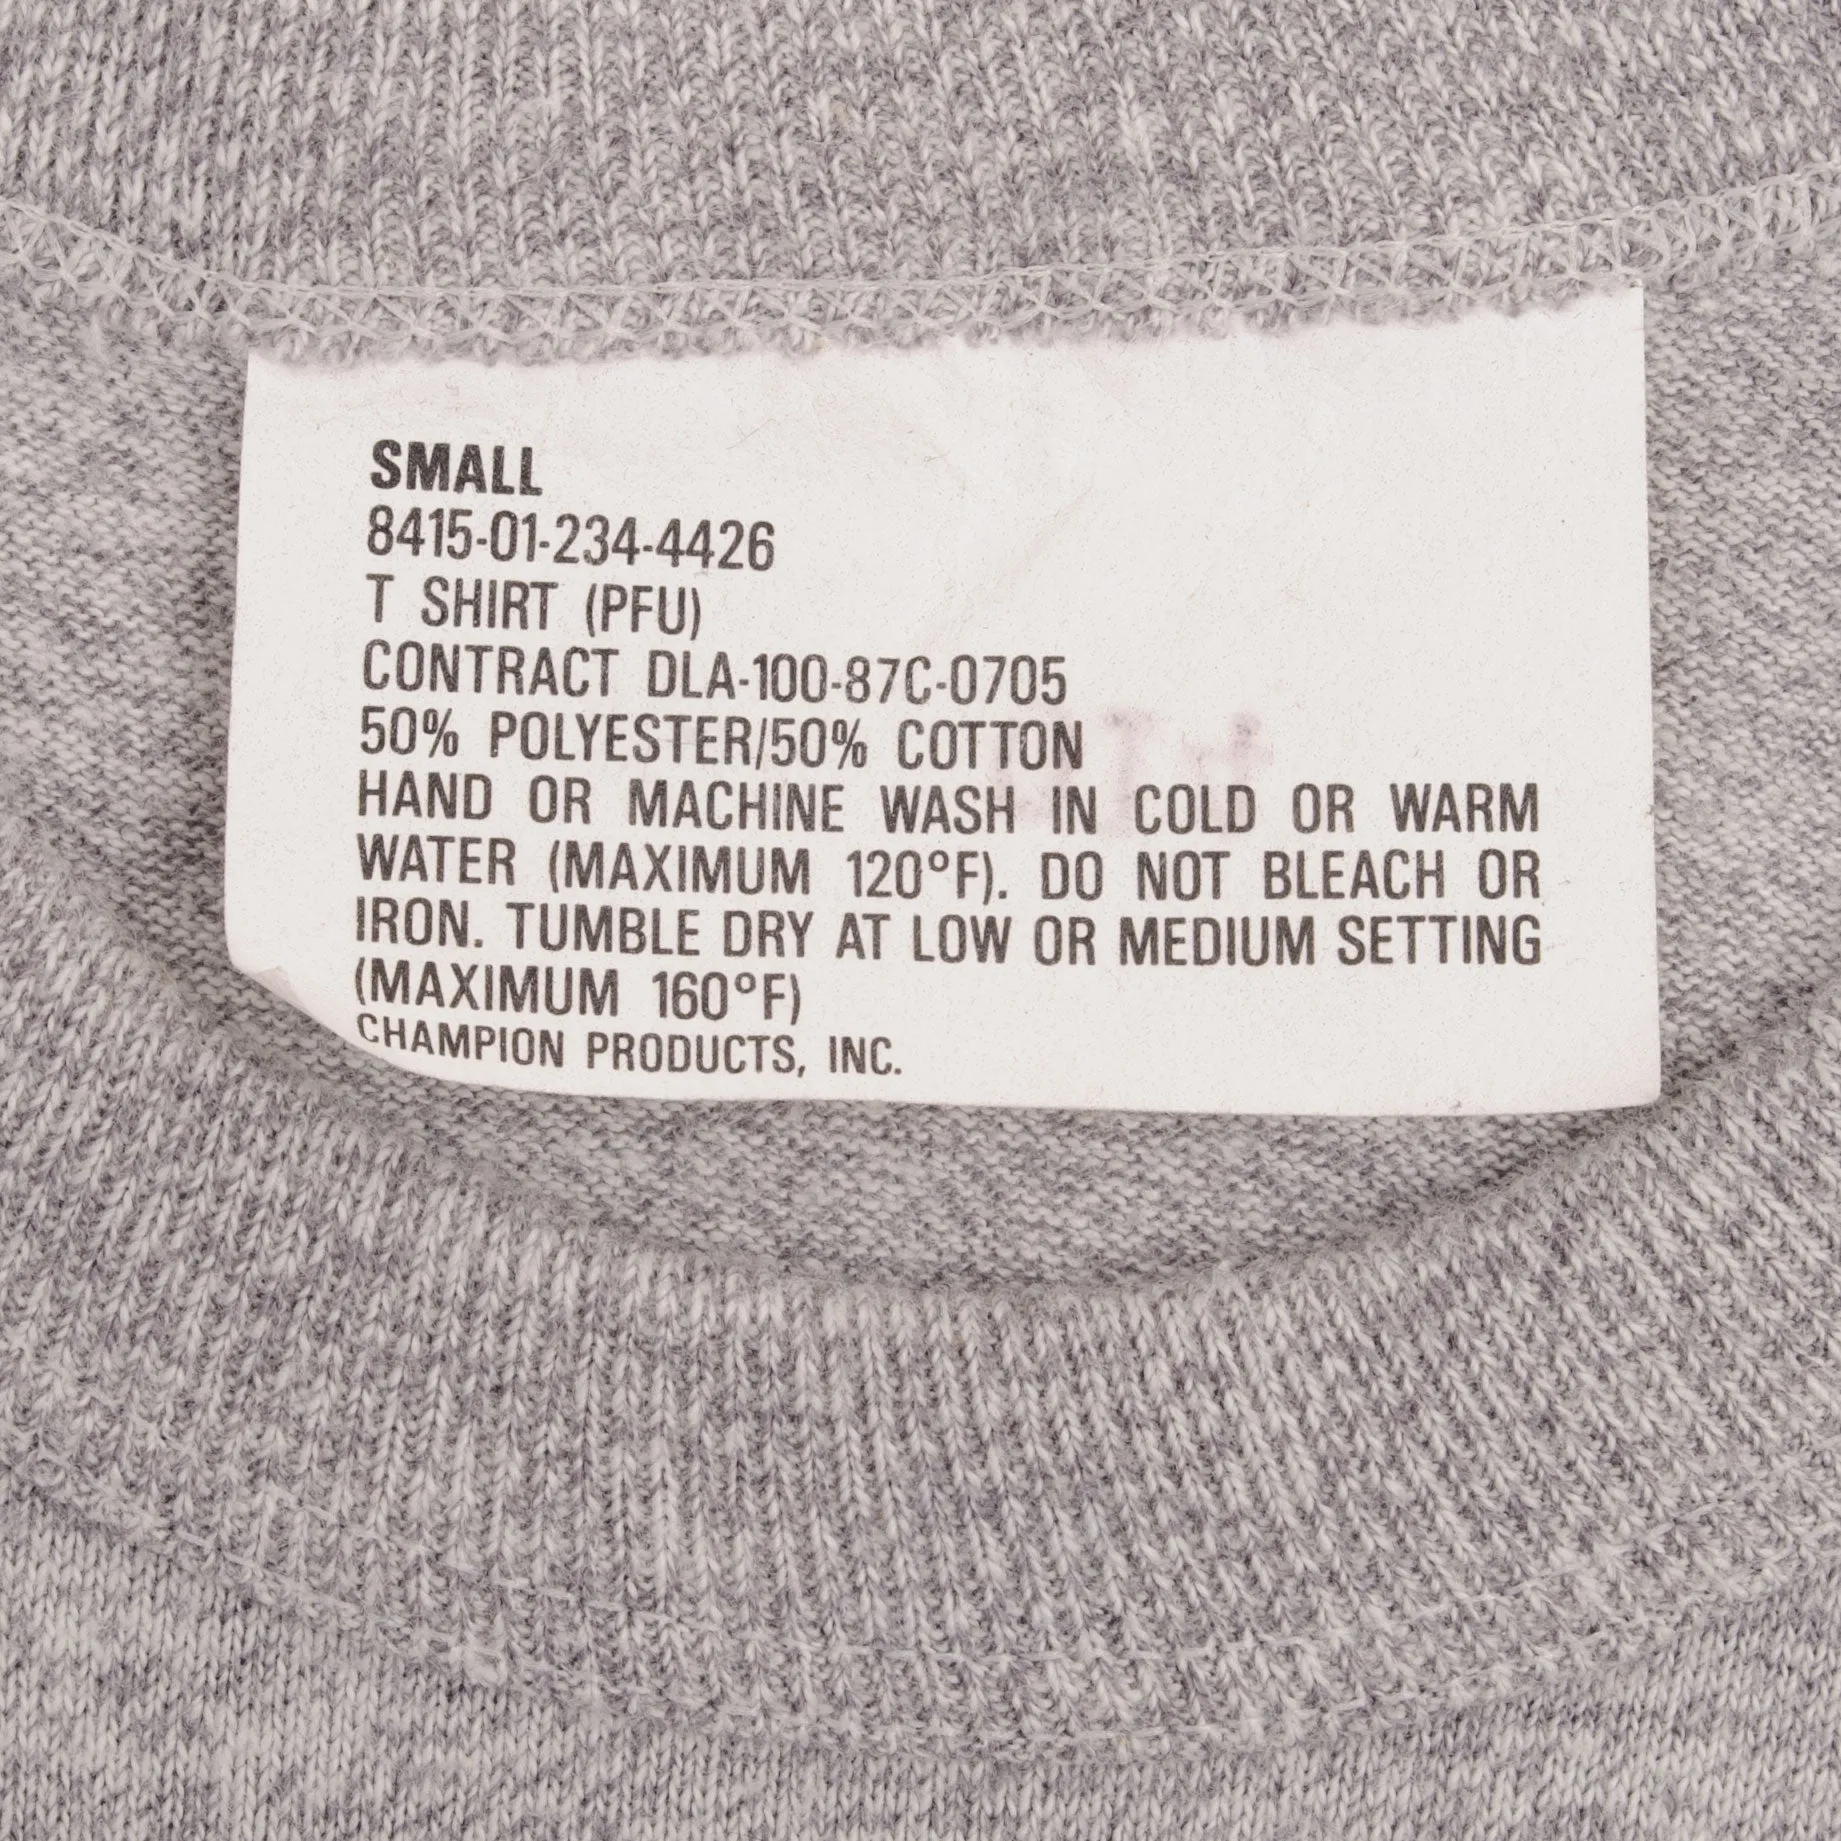 SMALL
8415-01-234-4426
T SHIRT (PFU)
CONTRACT DLA-100-87C-0705
50% POLYESTER/50% COTTON
HAND OR MACHINE WASH IN COLD OR WARM
WATER (MAXIMUM 120°F). DO NOT BLEACH OR
IRON. TUMBLE DRY AT LOW OR MEDIUM SETTING
(MAXIMUM 160°F)
CHAMPION PRODUCTS, INC.